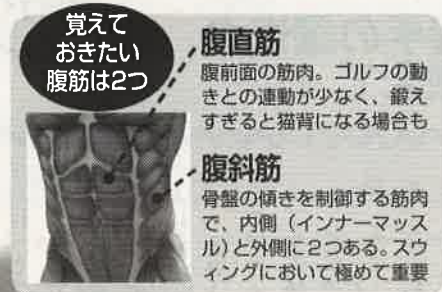 覚えて
おきたい
腹筋は2つ
腹直筋
腹前面の筋肉。ゴルフの動
きとの連動が少なく、鍛え
すぎると猫背になる場合も
腹斜筋
骨盤の傾きを制御する筋肉
で、内側（インナーマッス
ル）と外側に2つある。スウ
ィングにおいて極めて重要